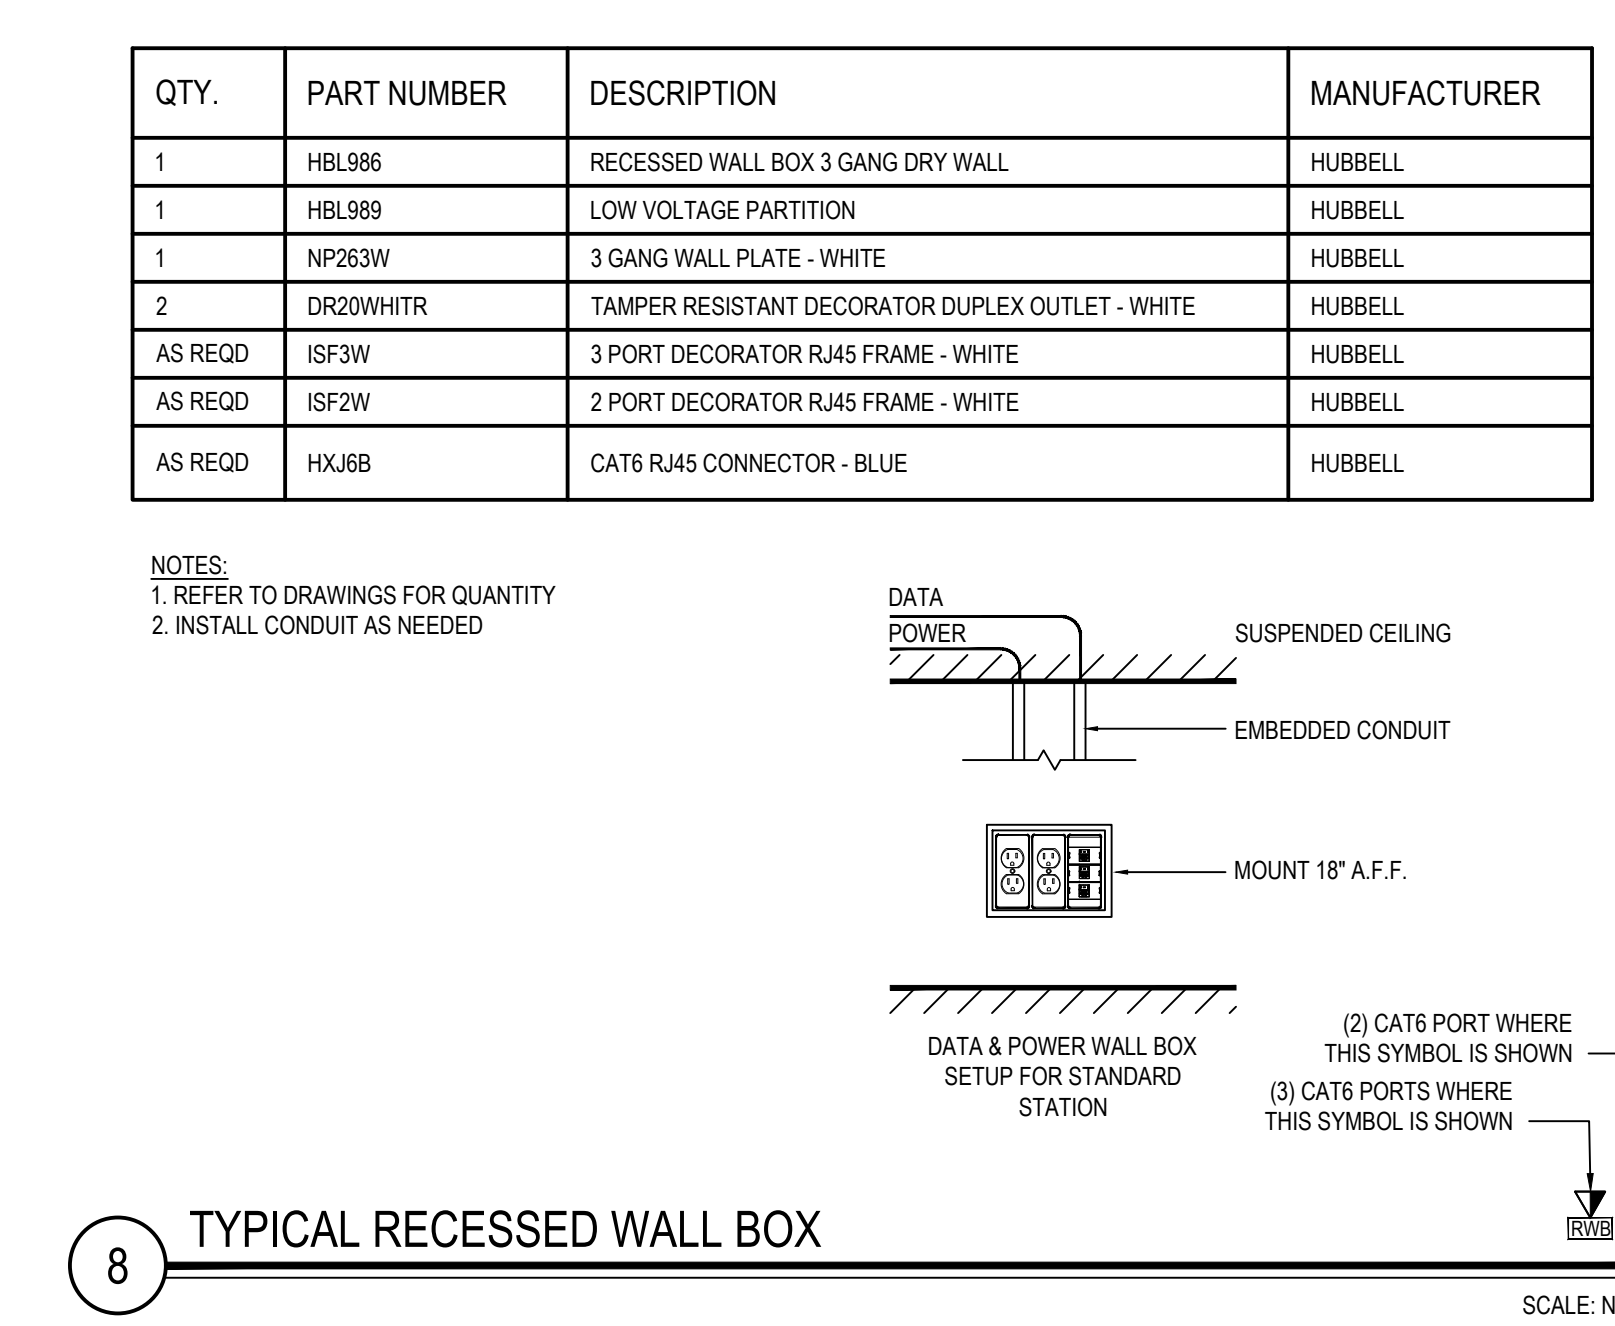 QTY. PART NUMBER DESCRIPTION MANUFACTURER
1 HBL986 RECESSED WALL BOX 3 GANG DRY WALL HUBBELL
1 HBL989 LOW VOLTAGE PARTITION HUBBELL
1 NP263W 3 GANG WALL PLATE - WHITE HUBBELL
2 DR20WHITR TAMPER RESISTANT DECORATOR DUPLEX OUTLET - WHITE HUBBELL
AS REQD ISF3W 3 PORT DECORATOR RJ45 FRAME - WHITE HUBBELL
AS REQD ISF2W 2 PORT DECORATOR RJ45 FRAME - WHITE HUBBELL
AS REQD HXJ6B CAT6 RJ45 CONNECTOR - BLUE HUBBELL
NOTES:
1. REFER TO DRAWINGS FOR QUANTITY
2. INSTALL CONDUIT AS NEEDED
DATA
POWER
SUSPENDED CEILING
EMBEDDED CONDUIT
MOUNT 18" A.F.F.
DATA & POWER WALL BOX
SETUP FOR STANDARD
STATION
(2) CAT6 PORT WHERE
THIS SYMBOL IS SHOWN
(3) CAT6 PORTS WHERE
THIS SYMBOL IS SHOWN
RWB
8 TYPICAL RECESSED WALL BOX
SCALE: N